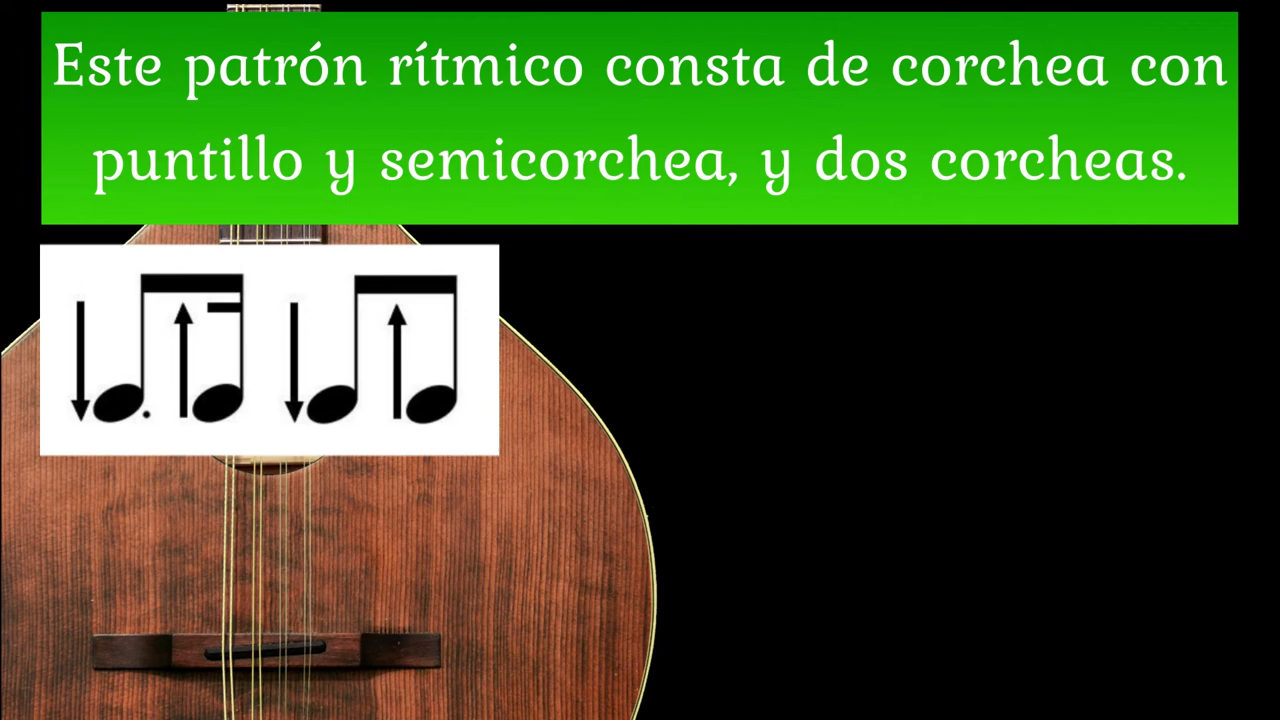 Este patrón rítmico consta de corchea con
puntillo y semicorchea, y dos corcheas.